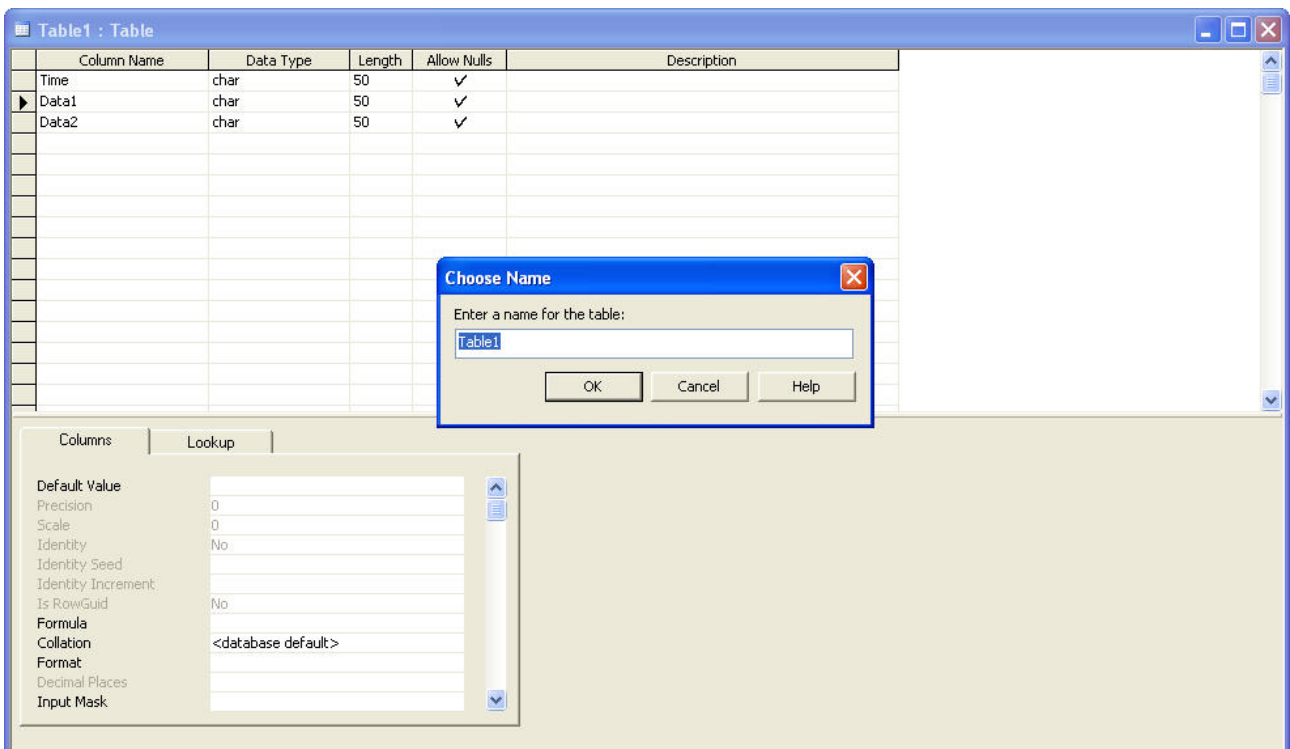 Table1 : Table
Column Name Data Type Length Allow Nulls Description
Time char 50
Data1 char 50
Data2 char 50
Choose Name
Enter a name for the table:
Table1
OK Cancel Help
Columns Lookup
Default Value
Precision 0
Scale 0
Identity No
Identity Seed
Identity Increment
Is RowGuid No
Formula
Collation <database default>
Format
Decimal Places
Input Mask